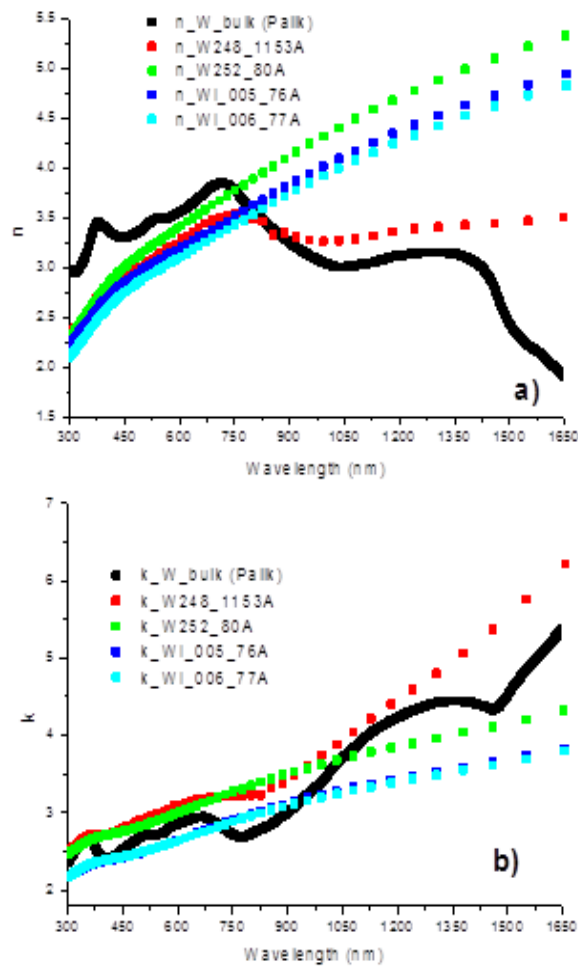 n_W_bulk (Palik)
n_W248_1153A
n_W252_80A
n_WI_005_76A
n_WI_006_77A
5.5
5.0
4.5
4.0
3.5
3.0
2.5
2.0
1.5
n
300 450 600 750 900 1050 1200 1350 1500 1650
Wavelength (nm)
a)
k_W_bulk (Palik)
k_W248_1153A
k_W252_80A
k_WI_005_76A
k_WI_006_77A
7
6
5
4
3
2
k
300 450 600 750 900 1050 1200 1350 1500 1650
Wavelength (nm)
b)